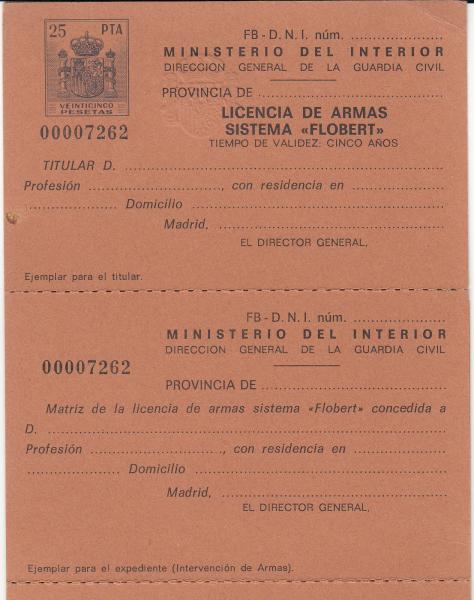 25 PTA
VEINTICINCO
PESETAS
00007262
FB - D. N. I. núm. ......................
MINISTERIO DEL INTERIOR
DIRECCION GENERAL DE LA GUARDIA CIVIL
PROVINCIA DE ..............................................
LICENCIA DE ARMAS
SISTEMA «FLOBERT»
TIEMPO DE VALIDEZ: CINCO AÑOS
TITULAR D. ..............................................................................
Profesión ................................, con residencia en ......................
...................... Domicilio ......................................................
Madrid, ......................................................
EL DIRECTOR GENERAL,
Ejemplar para el titular.
FB - D. N. I. núm. ......................
MINISTERIO DEL INTERIOR
DIRECCION GENERAL DE LA GUARDIA CIVIL
00007262
PROVINCIA DE ..............................................
Matriz de la licencia de armas sistema «Flobert» concedida a
D. ..............................................................................
Profesión ................................, con residencia en ......................
...................... Domicilio ......................................................
Madrid, ......................................................
EL DIRECTOR GENERAL,
Ejemplar para el expediente (Intervención de Armas).